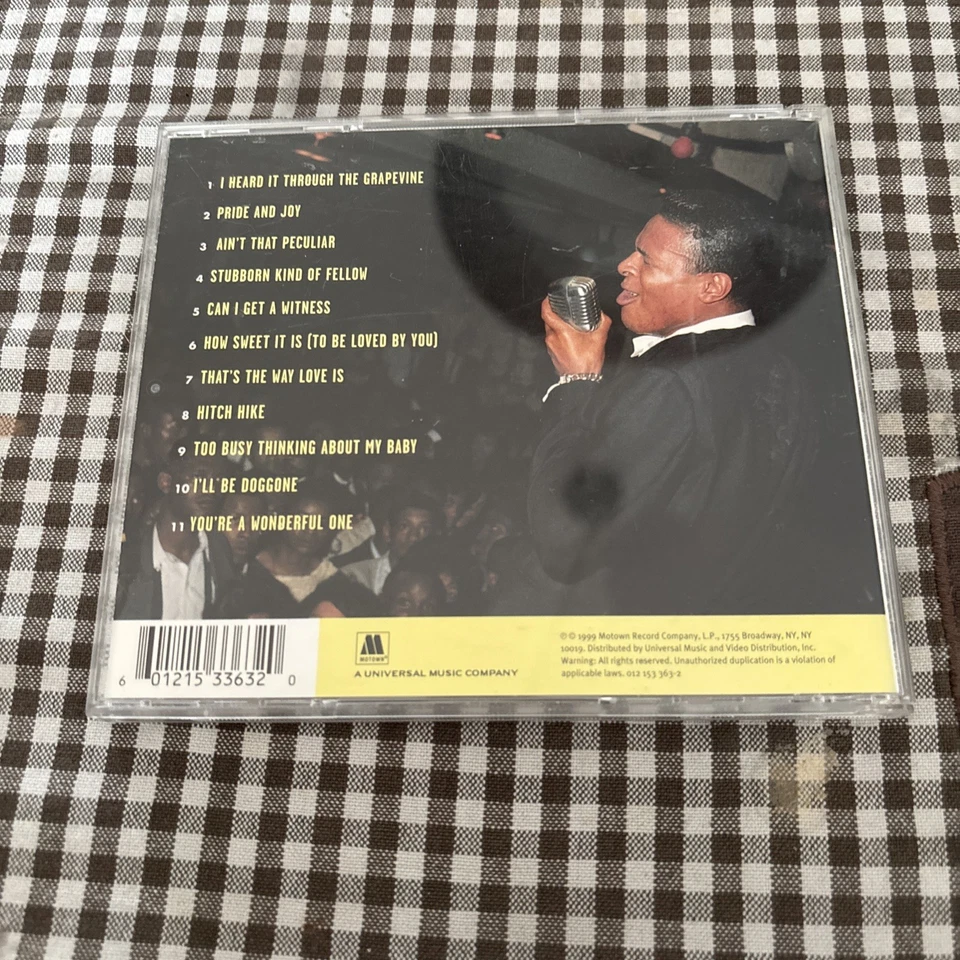 1 I HEARD IT THROUGH THE GRAPEVINE
2 PRIDE AND JOY
3 AIN'T THAT PECULIAR
4 STUBBORN KIND OF FELLOW
5 CAN I GET A WITNESS
6 HOW SWEET IT IS (TO BE LOVED BY YOU)
7 THAT'S THE WAY LOVE IS
8 HITCH HIKE
9 TOO BUSY THINKING ABOUT MY BABY
10 I'LL BE DOGGONE
11 YOU'RE A WONDERFUL ONE
6 01215 33632 0
MOTOWN
A UNIVERSAL MUSIC COMPANY
℗© 1999 Motown Record Company, L.P., 1755 Broadway, NY, NY
10019. Distributed by Universal Music and Video Distribution, Inc.
Warning: All rights reserved. Unauthorized duplication is a violation of
applicable laws. 012 153 363-2